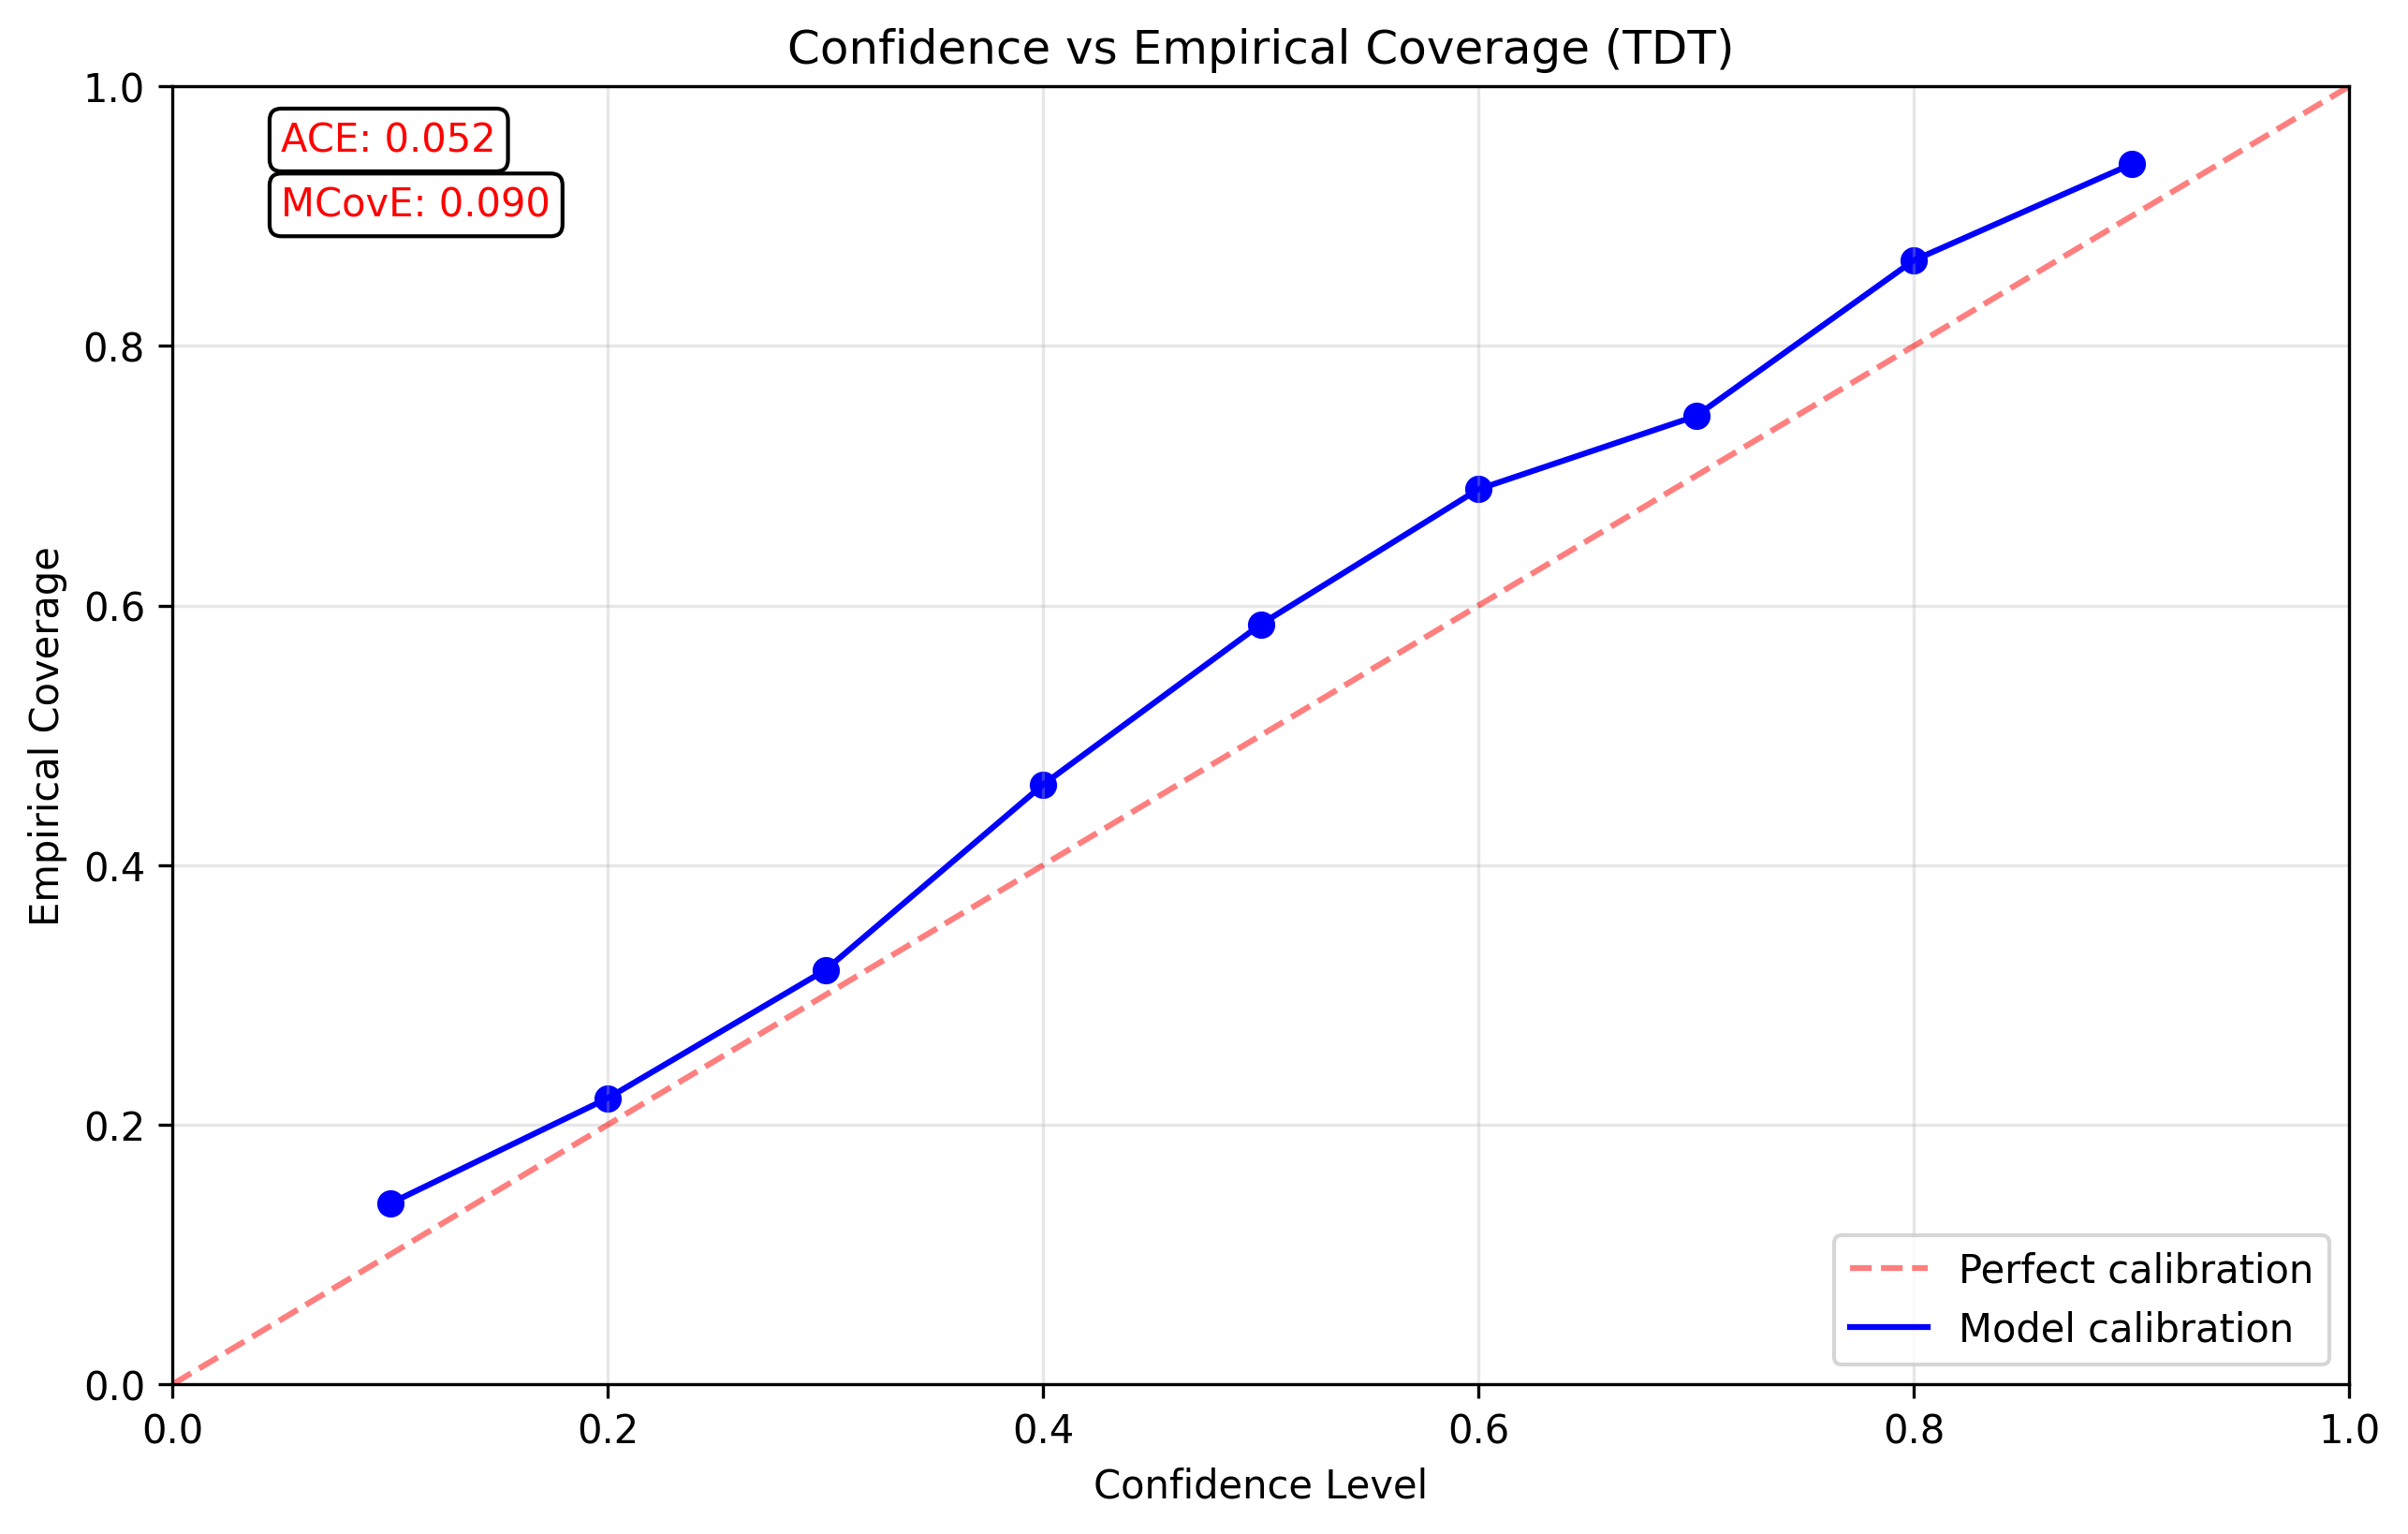 Confidence vs Empirical Coverage (TDT)
ACE: 0.052
MCovE: 0.090
1.0
0.8
0.6
0.4
0.2
0.0
Empirical Coverage
0.0 0.2 0.4 0.6 0.8 1.0
Confidence Level
Perfect calibration
Model calibration